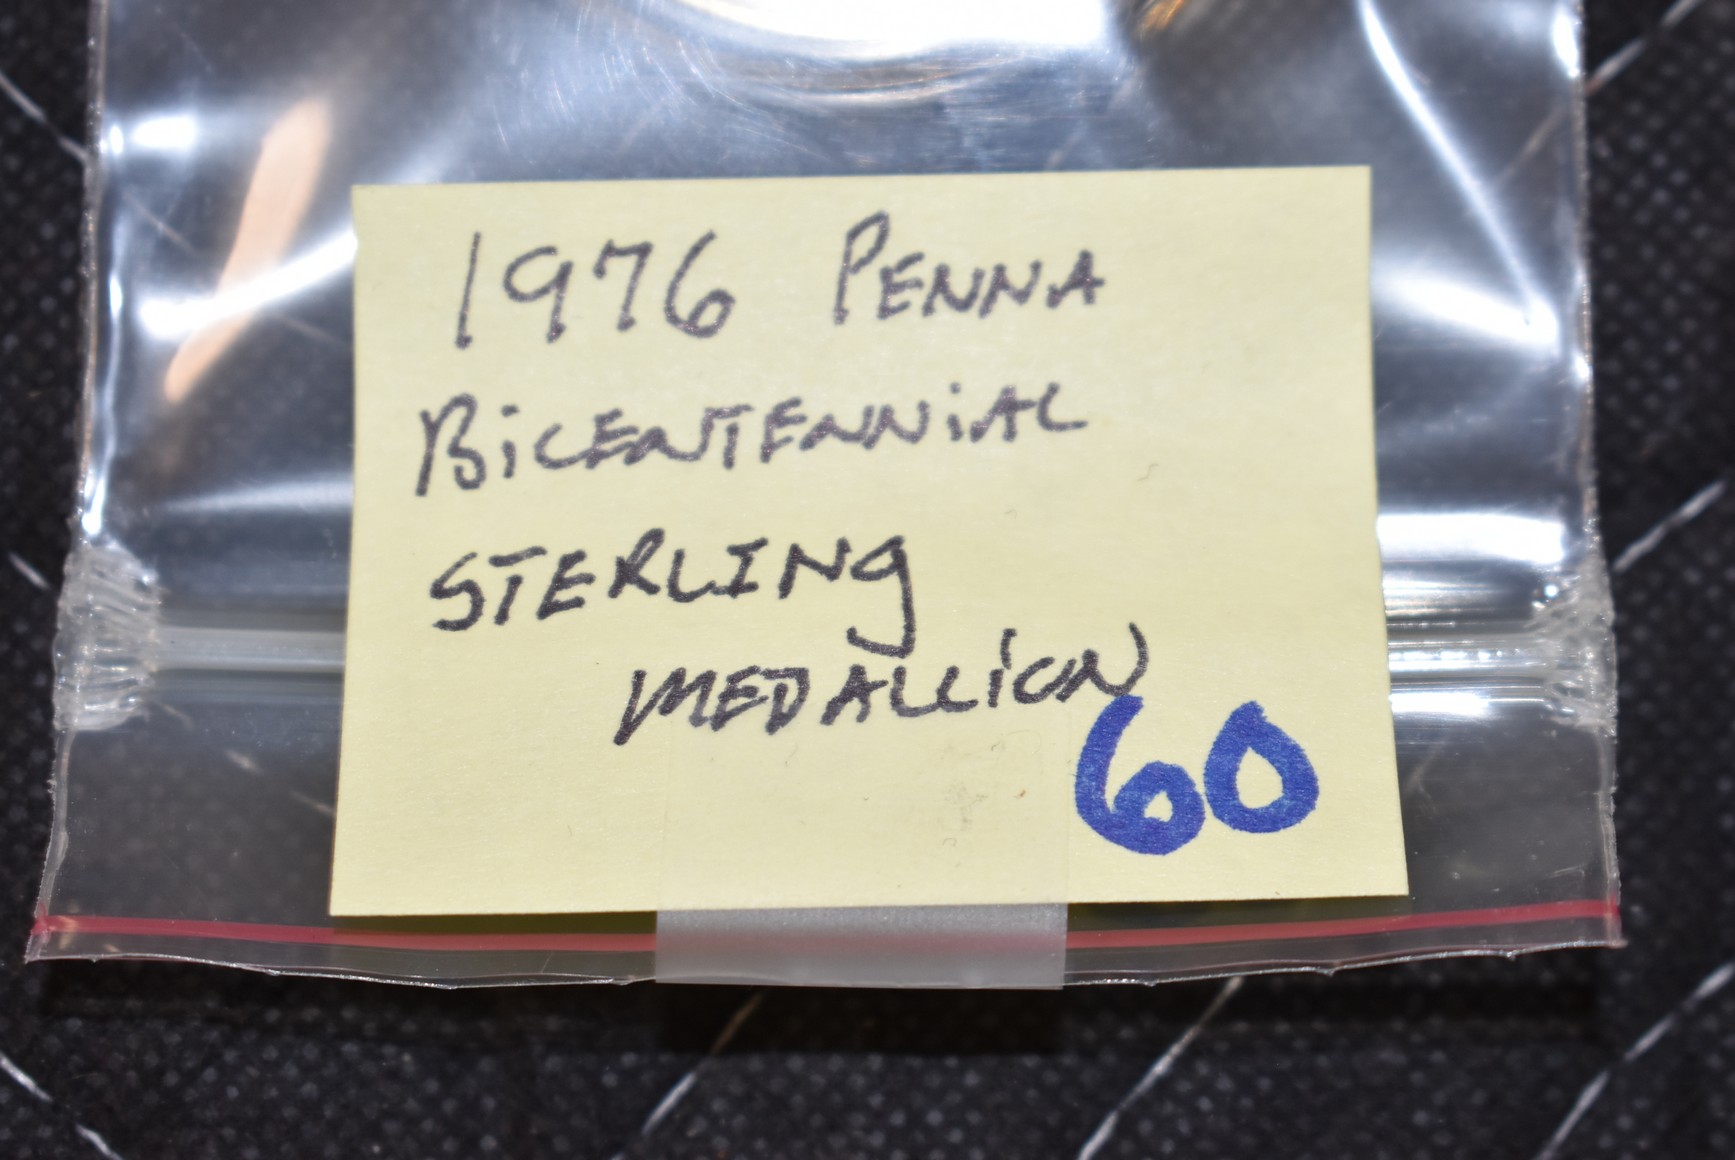 1976 PENNA
BiCENTENNiAL
STERLING
MEDALLiON
60